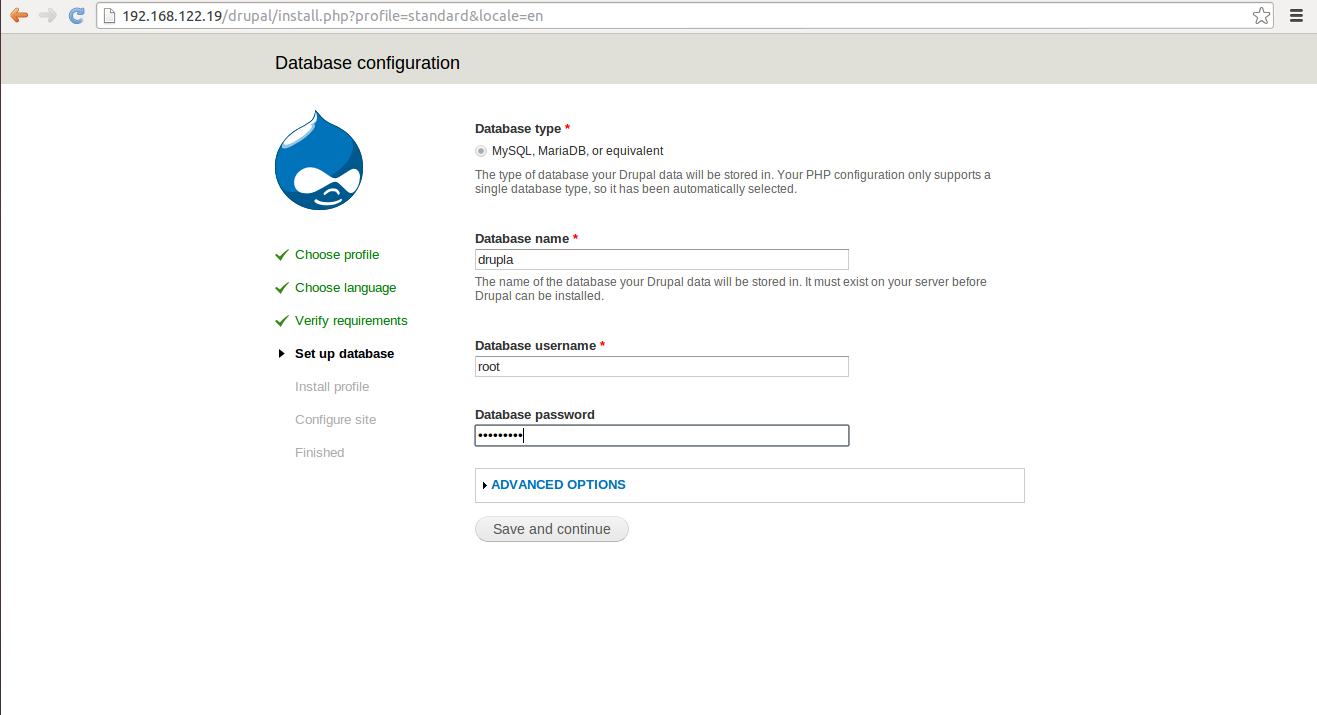 192.168.122.19/drupal/install.php?profile=standard&locale=en
Database configuration
Choose profile
Choose language
Verify requirements
Set up database
Install profile
Configure site
Finished
Database type *
MySQL, MariaDB, or equivalent
The type of database your Drupal data will be stored in. Your PHP configuration only supports a
single database type, so it has been automatically selected.
Database name *
drupla
The name of the database your Drupal data will be stored in. It must exist on your server before
Drupal can be installed.
Database username *
root
Database password
•••••••••
ADVANCED OPTIONS
Save and continue